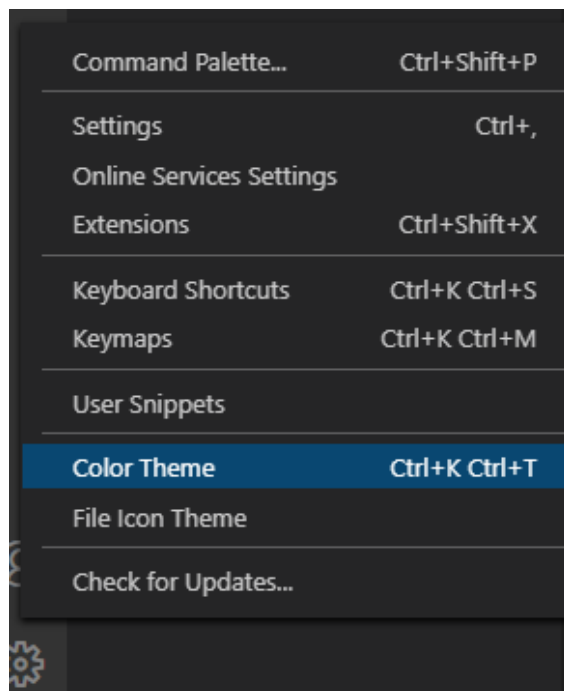 Command Palette... Ctrl+Shift+P
Settings Ctrl+,
Online Services Settings
Extensions Ctrl+Shift+X
Keyboard Shortcuts Ctrl+K Ctrl+S
Keymaps Ctrl+K Ctrl+M
User Snippets
Color Theme Ctrl+K Ctrl+T
File Icon Theme
Check for Updates...